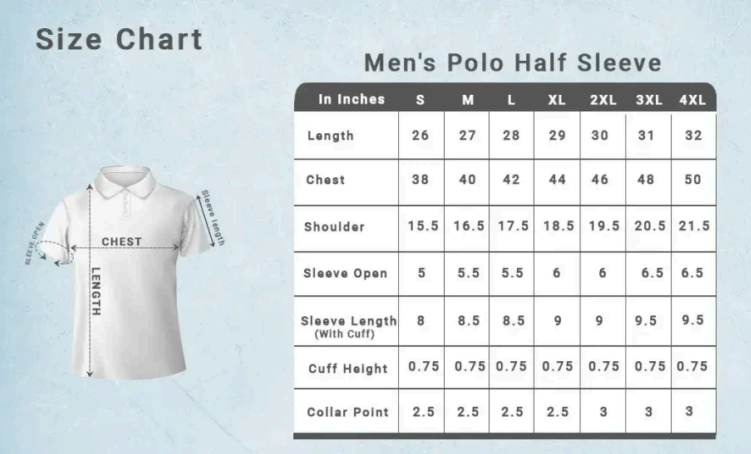 Size Chart
Men's Polo Half Sleeve
In Inches S M L XL 2XL 3XL 4XL
Length 26 27 28 29 30 31 32
Chest 38 40 42 44 46 48 50
Shoulder 15.5 16.5 17.5 18.5 19.5 20.5 21.5
Sleeve Open 5 5.5 5.5 6 6 6.5 6.5
Sleeve Length 8 8.5 8.5 9 9 9.5 9.5
(With Cuff)
Cuff Height 0.75 0.75 0.75 0.75 0.75 0.75 0.75
Collar Point 2.5 2.5 2.5 2.5 3 3 3
Sleeve length
SLEEVE OPEN
CHEST
LENGTH